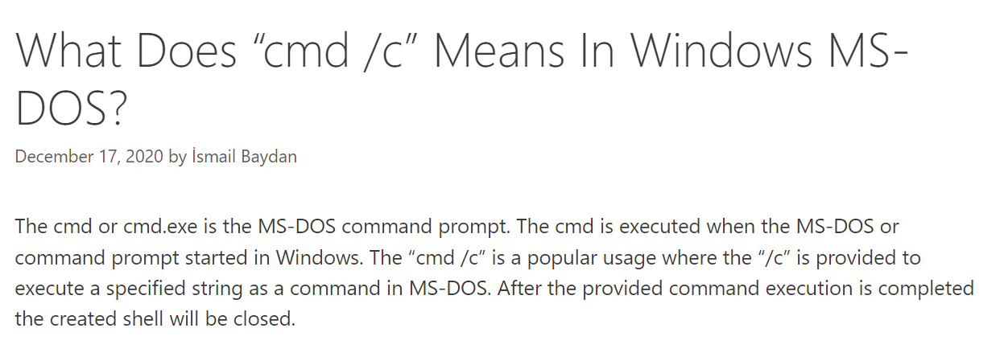 What Does “cmd /c” Means In Windows MS-
DOS?
December 17, 2020 by İsmail Baydan
The cmd or cmd.exe is the MS-DOS command prompt. The cmd is executed when the MS-DOS or
command prompt started in Windows. The “cmd /c” is a popular usage where the “/c” is provided to
execute a specified string as a command in MS-DOS. After the provided command execution is completed
the created shell will be closed.